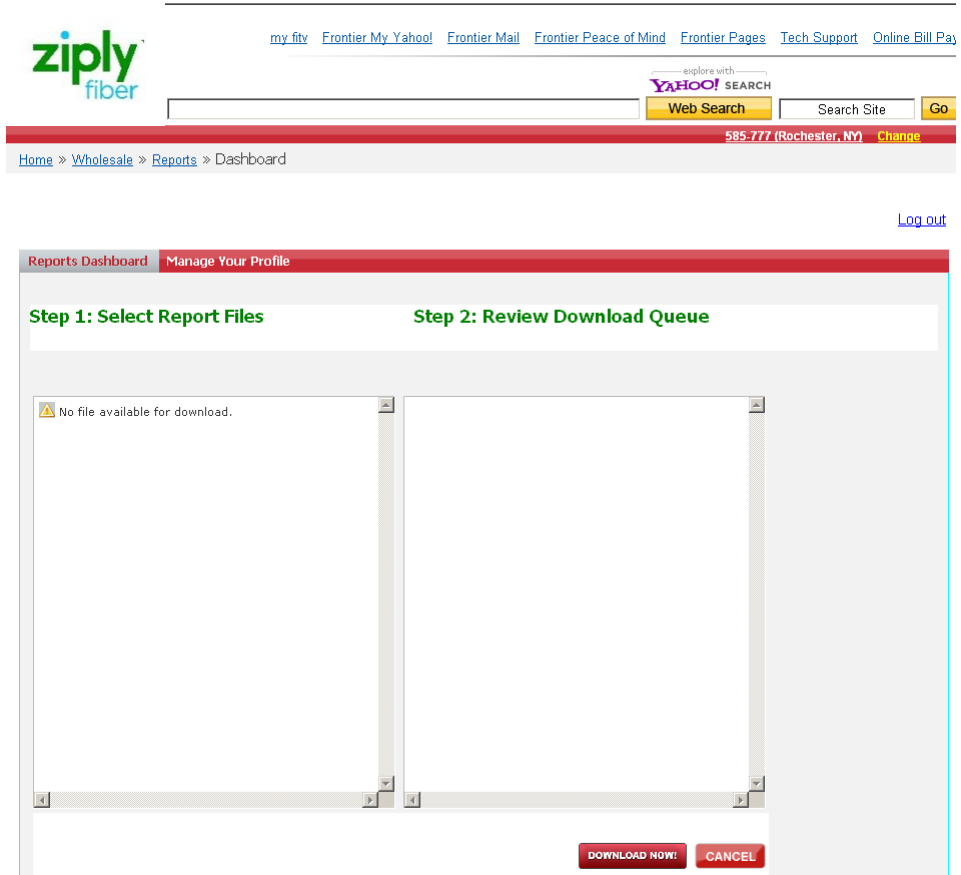 ziply
fiber
my fitv Frontier My Yahoo! Frontier Mail Frontier Peace of Mind Frontier Pages Tech Support Online Bill Pay
explore with
YAHOO! SEARCH
Web Search Search Site Go
585-777 (Rochester, NY) Change
Home » Wholesale » Reports » Dashboard
Log out
Reports Dashboard Manage Your Profile
Step 1: Select Report Files Step 2: Review Download Queue
No file available for download.
DOWNLOAD NOW! CANCEL